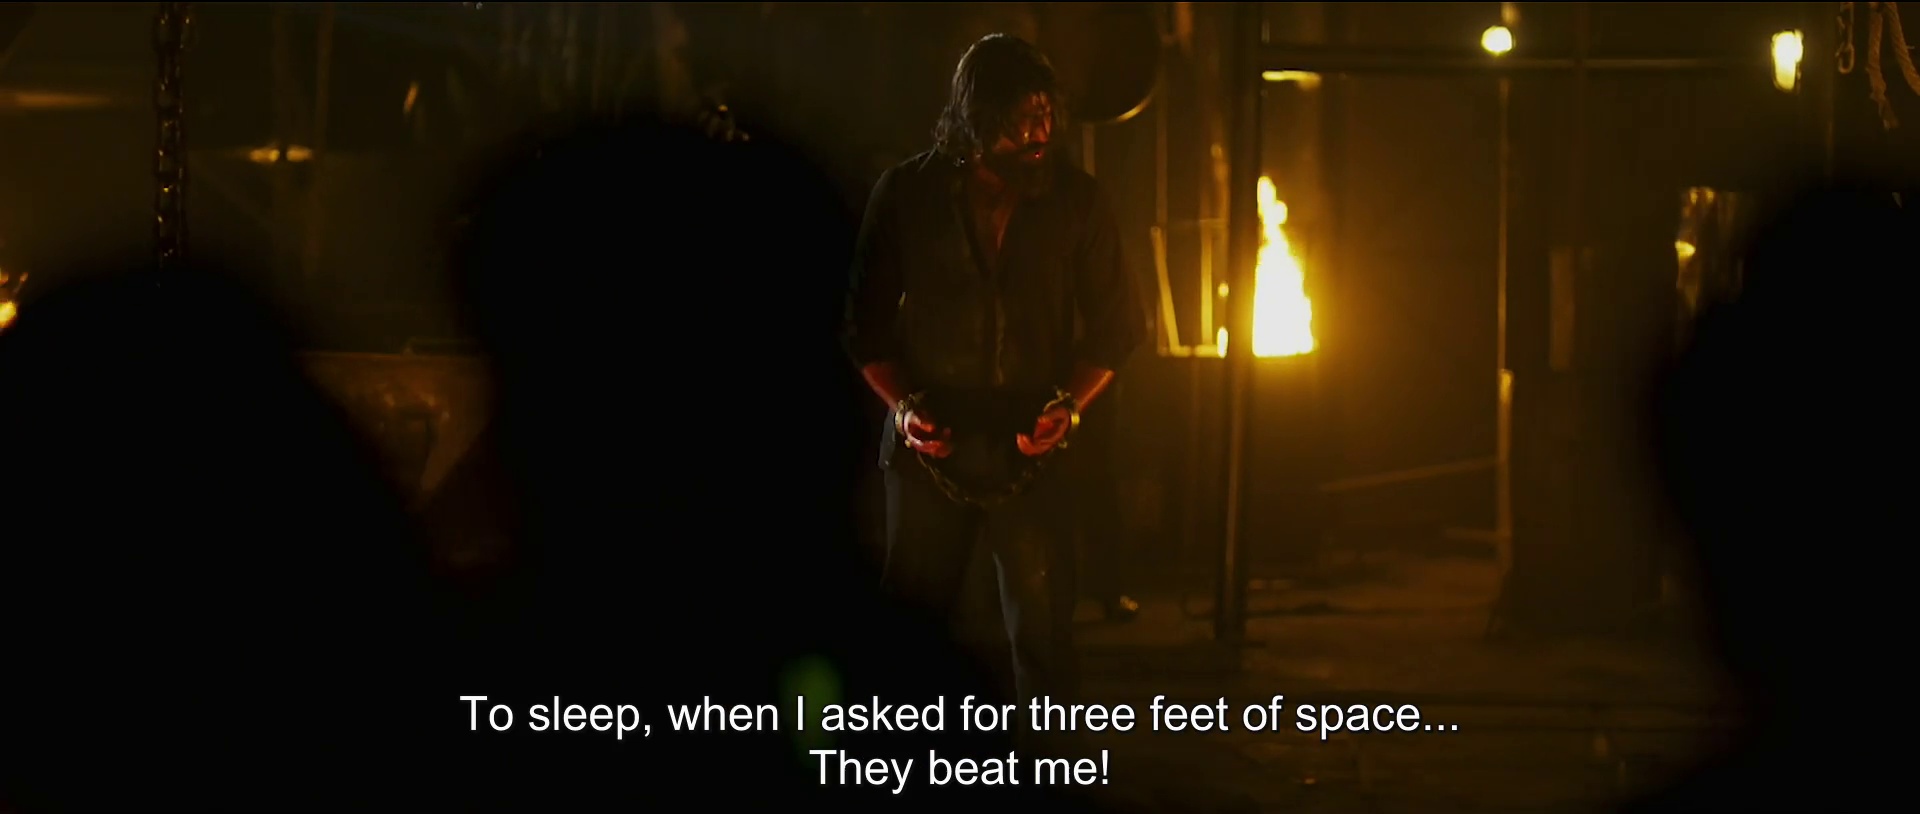 To sleep, when I asked for three feet of space...
They beat me!